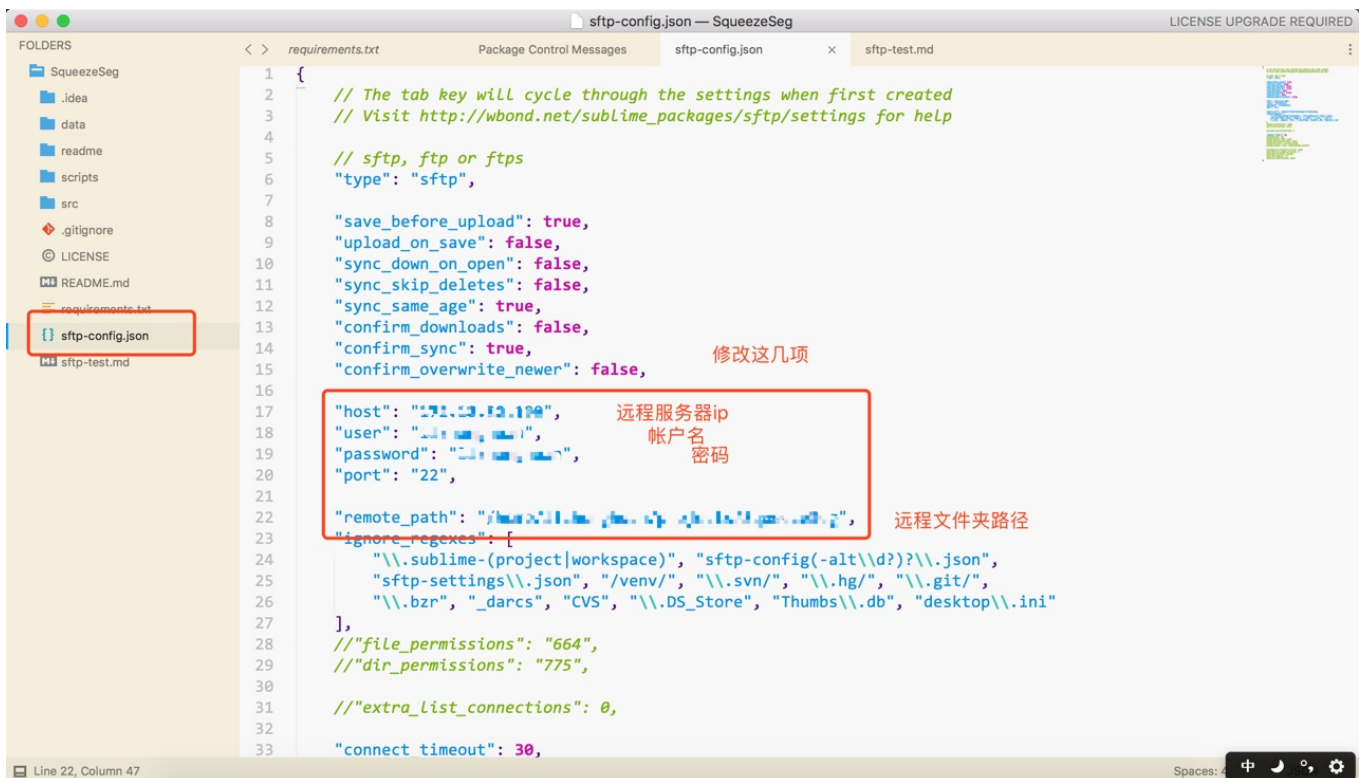 sftp-config.json — SqueezeSeg
LICENSE UPGRADE REQUIRED
FOLDERS
SqueezeSeg
.idea
data
readme
scripts
src
.gitignore
LICENSE
README.md
requirements.txt
sftp-config.json
sftp-test.md
requirements.txt
Package Control Messages
sftp-config.json
sftp-test.md
1 {
2 // The tab key will cycle through the settings when first created
3 // Visit http://wbond.net/sublime_packages/sftp/settings for help
4
5 // sftp, ftp or ftps
6 "type": "sftp",
7
8 "save_before_upload": true,
9 "upload_on_save": false,
10 "sync_down_on_open": false,
11 "sync_skip_deletes": false,
12 "sync_same_age": true,
13 "confirm_downloads": false,
14 "confirm_sync": true,
修改这几项
15 "confirm_overwrite_newer": false,
16
17 "host": "", 远程服务器ip
18 "user": "", 帐户名
19 "password": "", 密码
20 "port": "22",
21
22 "remote_path": "", 远程文件夹路径
23 "ignore_regexes": [
24 "\\.sublime-(project|workspace)", "sftp-config(-alt\\d?)?\\.json",
25 "sftp-settings\\.json", "/venv/", "\\.svn/", "\\.hg/", "\\.git/",
26 "\\.bzr", "_darcs", "CVS", "\\.DS_Store", "Thumbs\\.db", "desktop\\.ini"
27 ],
28 //"file_permissions": "664",
29 //"dir_permissions": "775",
30
31 //"extra_list_connections": 0,
32
33 "connect_timeout": 30,
Line 22, Column 47
Spaces:
中